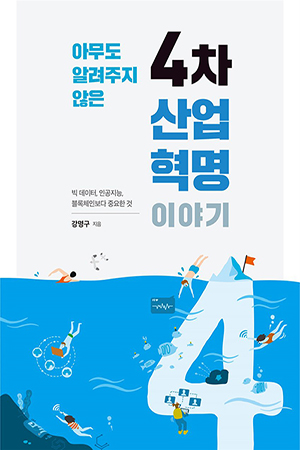 아무도
알려주지
않은
4차
산업
혁명
이야기
빅 데이터, 인공지능,
블록체인보다 중요한 것
강명구 지음
4